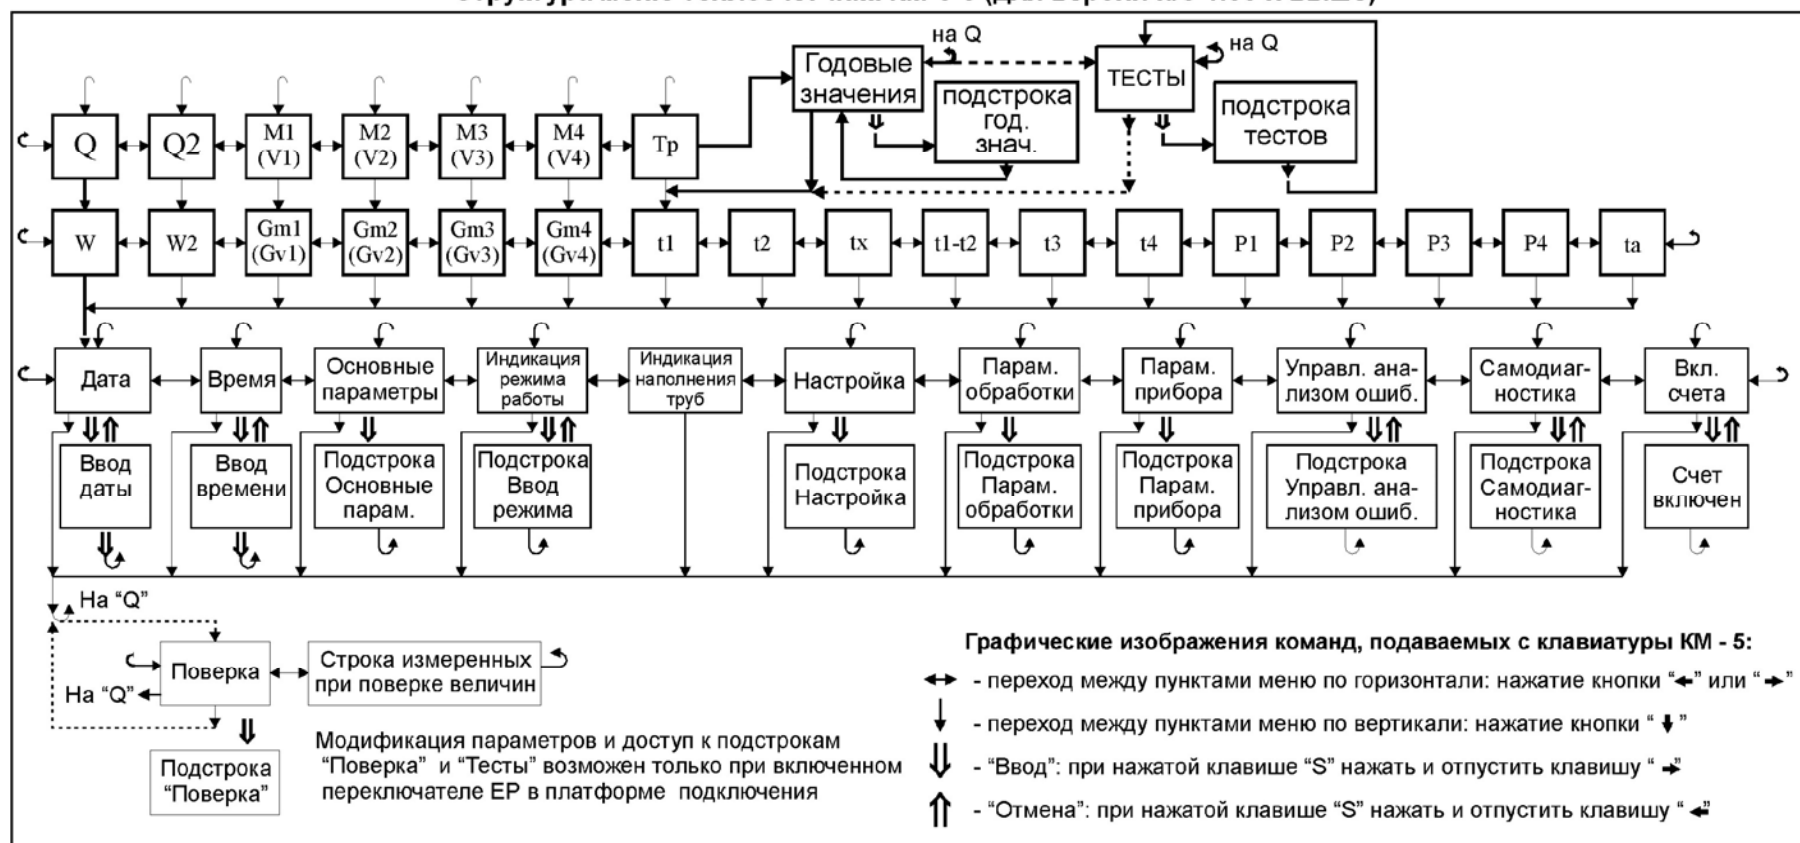 на Q
Годовые
значения
ТЕСТЫ
на Q
подстрока
год.
знач.
подстрока
тестов
Q
Q2
M1
(V1)
M2
(V2)
M3
(V3)
M4
(V4)
Tp
W
W2
Gm1
(Gv1)
Gm2
(Gv2)
Gm3
(Gv3)
Gm4
(Gv4)
t1
t2
tx
t1-t2
t3
t4
P1
P2
P3
P4
ta
Дата
Время
Основные
параметры
Индикация
режима
работы
Индикация
наполнения
труб
Настройка
Парам.
обработки
Парам.
прибора
Управл. ана-
лизом ошиб.
Самодиаг-
ностика
Вкл.
счета
Ввод
даты
Ввод
времени
Подстрока
Основные
парам.
Подстрока
Ввод
режима
Подстрока
Настройка
Подстрока
Парам.
обработки
Подстрока
Парам.
прибора
Подстрока
Управл. ана-
лизом ошиб.
Подстрока
Самодиаг-
ностика
Счет
включен
На “Q”
Поверка
Строка измеренных
при поверке величин
На “Q”
Подстрока
“Поверка”
Модификация параметров и доступ к подстрокам
“Поверка” и “Тесты” возможен только при включенном
переключателе ЕР в платформе подключения
Графические изображения команд, подаваемых с клавиатуры КМ - 5:
- переход между пунктами меню по горизонтали: нажатие кнопки “←” или “→”
- переход между пунктами меню по вертикали: нажатие кнопки “↓”
- “Ввод”: при нажатой клавише “S” нажать и отпустить клавишу “→”
- “Отмена”: при нажатой клавише “S” нажать и отпустить клавишу “←”